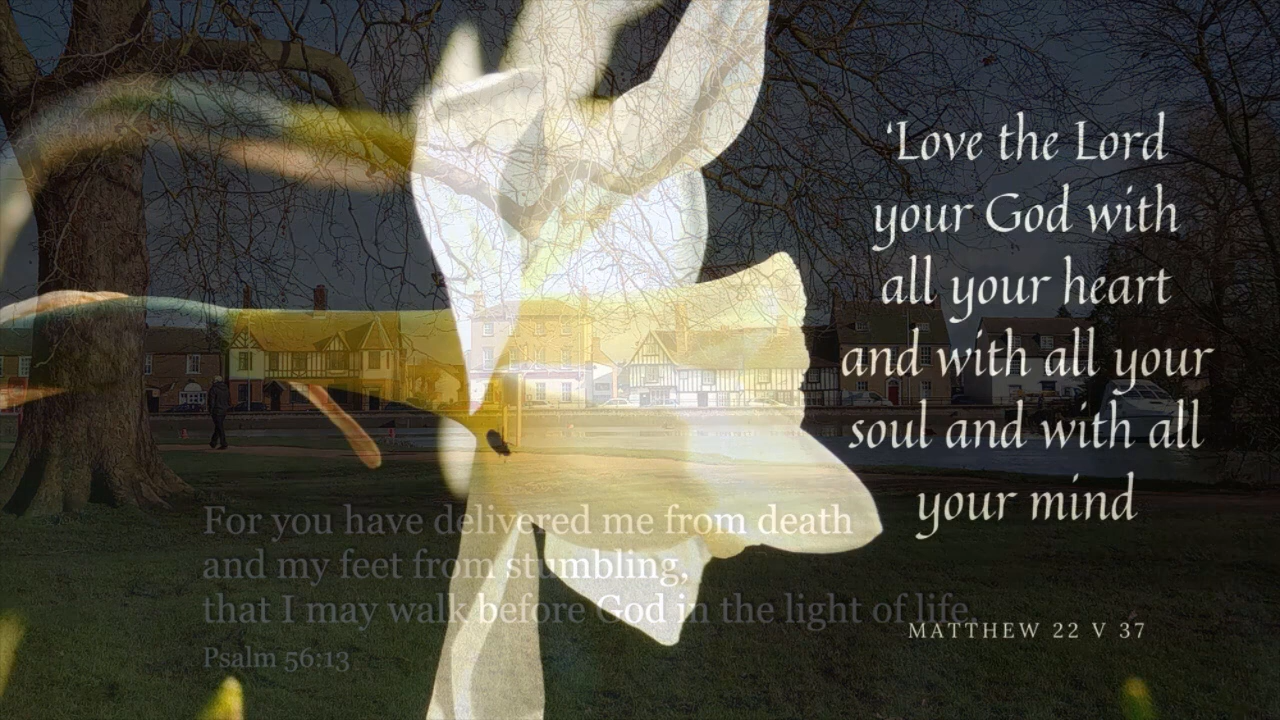 ‘Love the Lord
your God with
all your heart
and with all your
soul and with all
your mind
MATTHEW 22 V 37
For you have delivered me from death
and my feet from stumbling,
that I may walk before God in the light of life.
Psalm 56:13